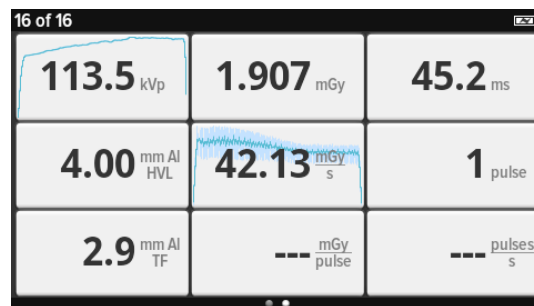 16 of 16
113.5 kVp
1.907 mGy
45.2 ms
4.00 mm Al
HVL
42.13 mGy
s
1 pulse
2.9 mm Al
TF
--- mGy
pulse
--- pulses
s